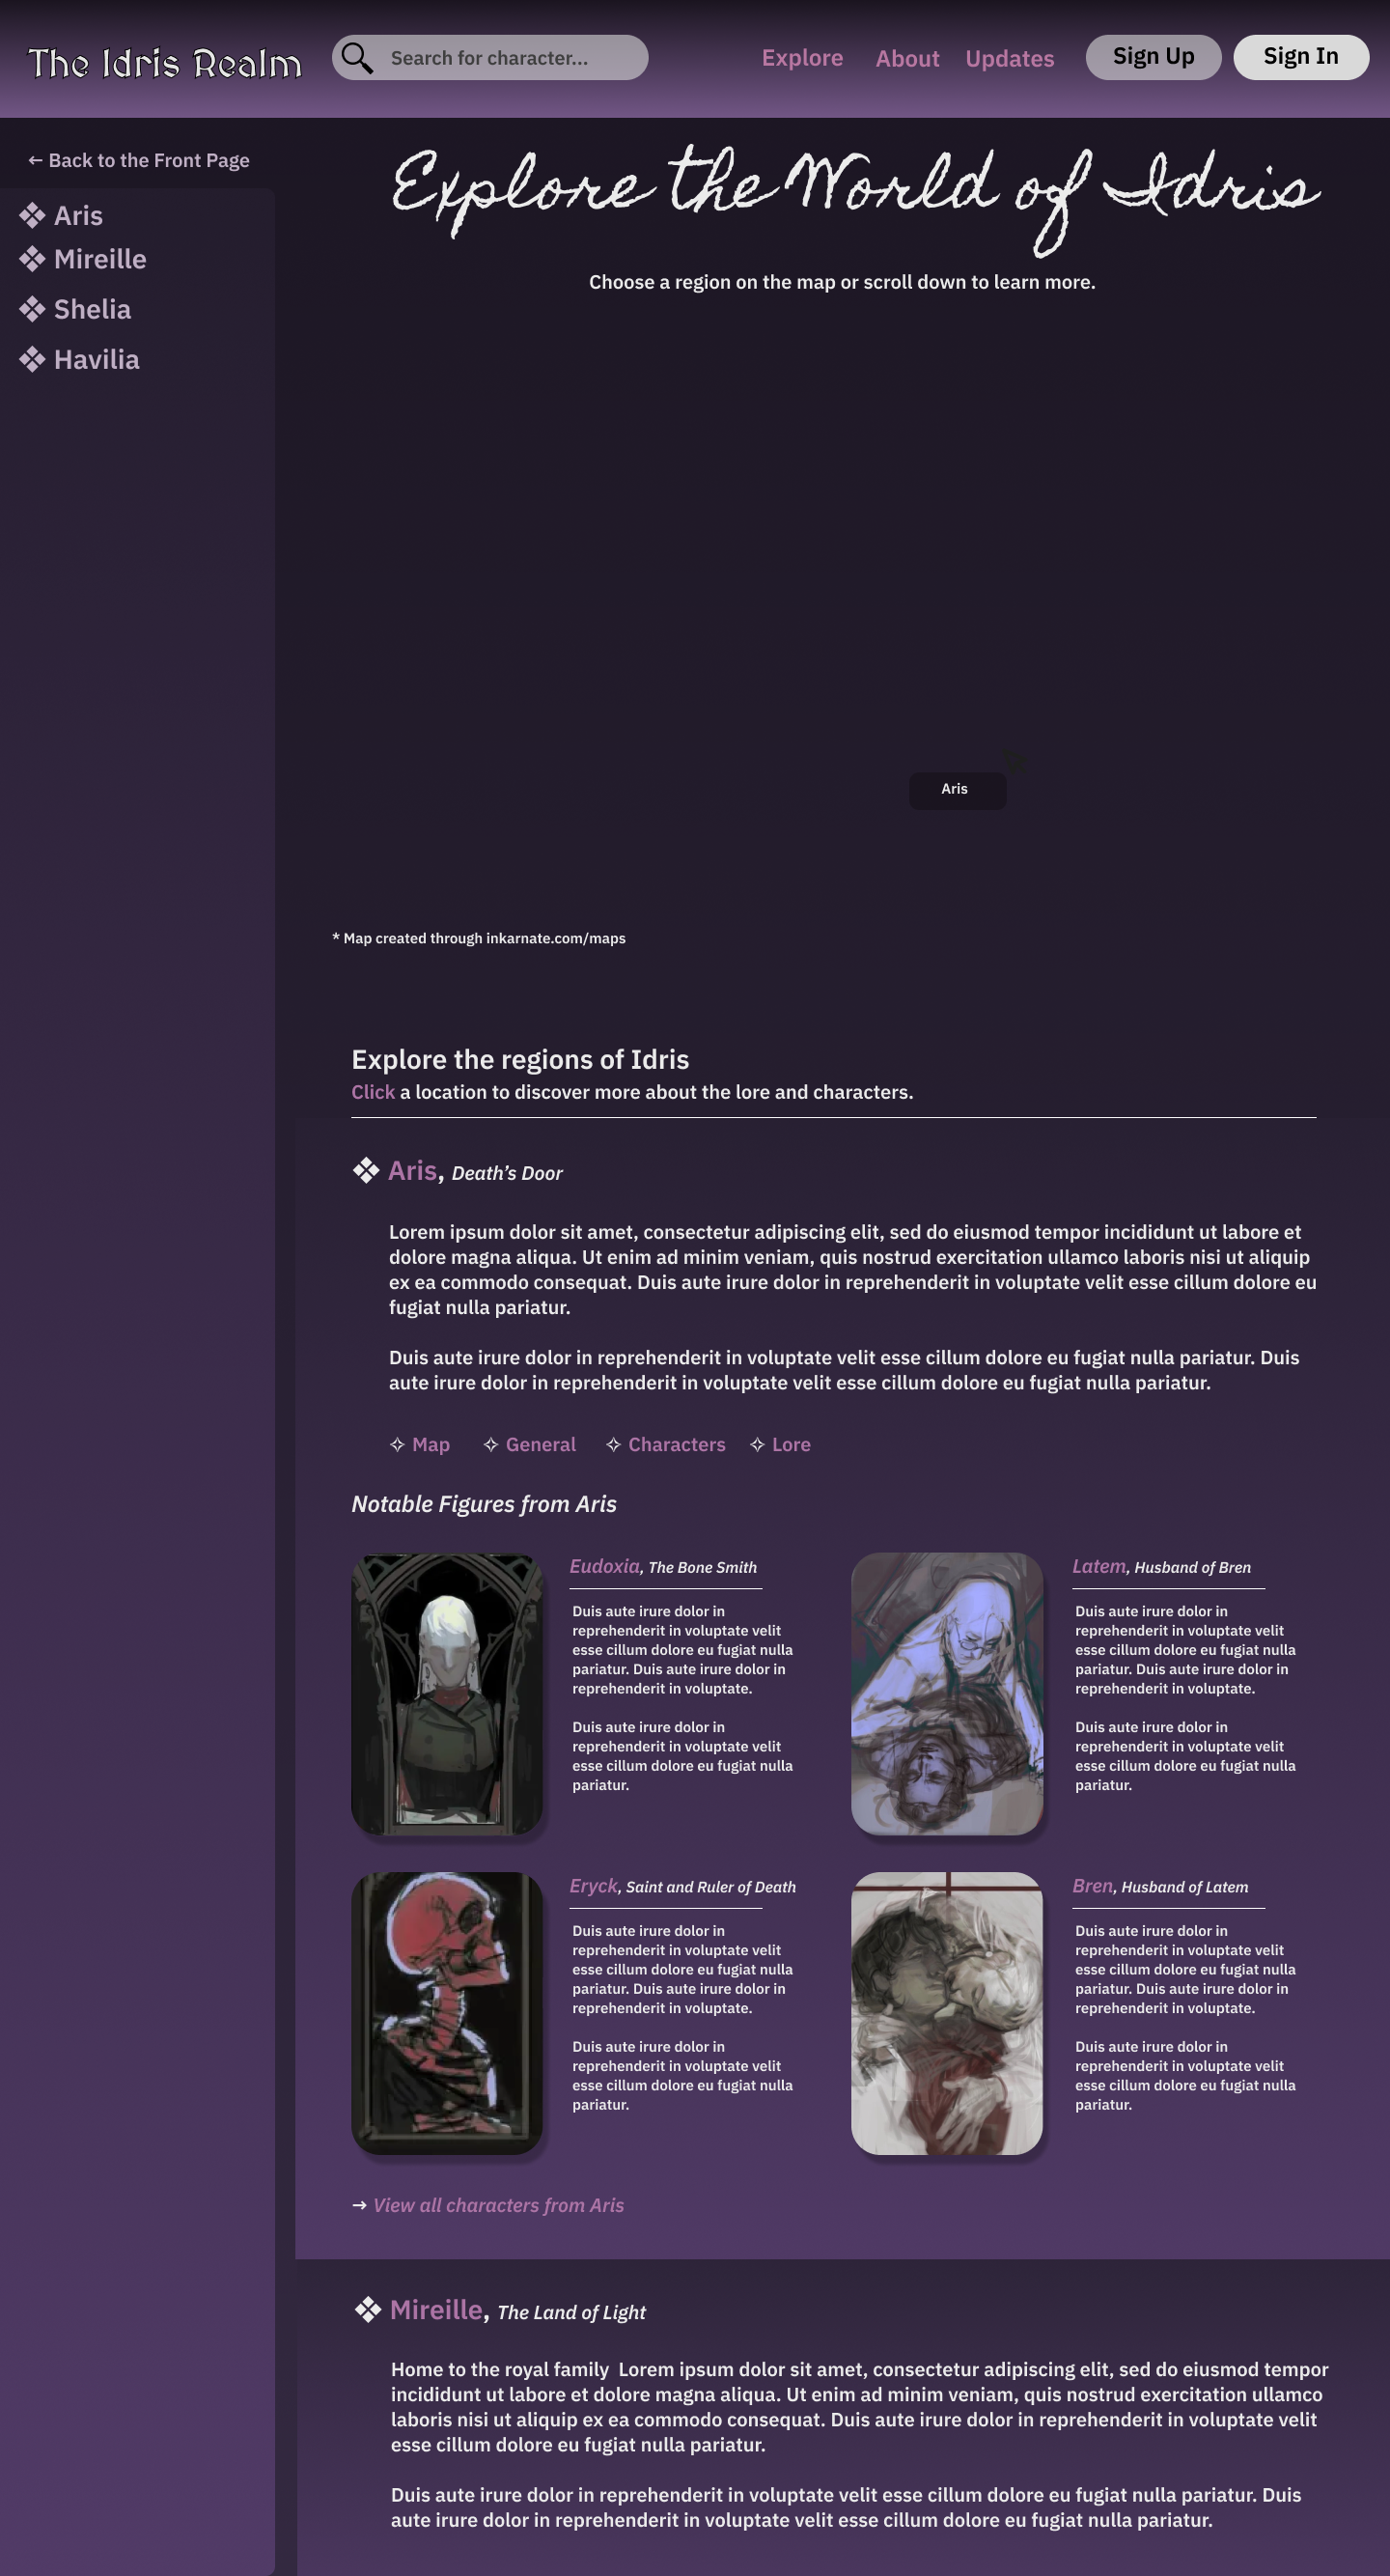 The Idris Realm
Search for character...
Explore
About
Updates
Sign Up
Sign In
← Back to the Front Page
❖ Aris
❖ Mireille
❖ Shelia
❖ Havilia
Explore the World of Idris
Choose a region on the map or scroll down to learn more.
Aris
* Map created through inkarnate.com/maps
Explore the regions of Idris
Click a location to discover more about the lore and characters.
❖ Aris, Death’s Door
Lorem ipsum dolor sit amet, consectetur adipiscing elit, sed do eiusmod tempor incididunt ut labore et
dolore magna aliqua. Ut enim ad minim veniam, quis nostrud exercitation ullamco laboris nisi ut aliquip
ex ea commodo consequat. Duis aute irure dolor in reprehenderit in voluptate velit esse cillum dolore eu
fugiat nulla pariatur.
Duis aute irure dolor in reprehenderit in voluptate velit esse cillum dolore eu fugiat nulla pariatur. Duis
aute irure dolor in reprehenderit in voluptate velit esse cillum dolore eu fugiat nulla pariatur.
✧ Map ✧ General ✧ Characters ✧ Lore
Notable Figures from Aris
Eudoxia, The Bone Smith
Duis aute irure dolor in
reprehenderit in voluptate velit
esse cillum dolore eu fugiat nulla
pariatur. Duis aute irure dolor in
reprehenderit in voluptate.
Duis aute irure dolor in
reprehenderit in voluptate velit
esse cillum dolore eu fugiat nulla
pariatur.
Latem, Husband of Bren
Duis aute irure dolor in
reprehenderit in voluptate velit
esse cillum dolore eu fugiat nulla
pariatur. Duis aute irure dolor in
reprehenderit in voluptate.
Duis aute irure dolor in
reprehenderit in voluptate velit
esse cillum dolore eu fugiat nulla
pariatur.
Eryck, Saint and Ruler of Death
Duis aute irure dolor in
reprehenderit in voluptate velit
esse cillum dolore eu fugiat nulla
pariatur. Duis aute irure dolor in
reprehenderit in voluptate.
Duis aute irure dolor in
reprehenderit in voluptate velit
esse cillum dolore eu fugiat nulla
pariatur.
Bren, Husband of Latem
Duis aute irure dolor in
reprehenderit in voluptate velit
esse cillum dolore eu fugiat nulla
pariatur. Duis aute irure dolor in
reprehenderit in voluptate.
Duis aute irure dolor in
reprehenderit in voluptate velit
esse cillum dolore eu fugiat nulla
pariatur.
→ View all characters from Aris
❖ Mireille, The Land of Light
Home to the royal family  Lorem ipsum dolor sit amet, consectetur adipiscing elit, sed do eiusmod tempor
incididunt ut labore et dolore magna aliqua. Ut enim ad minim veniam, quis nostrud exercitation ullamco
laboris nisi ut aliquip ex ea commodo consequat. Duis aute irure dolor in reprehenderit in voluptate velit
esse cillum dolore eu fugiat nulla pariatur.
Duis aute irure dolor in reprehenderit in voluptate velit esse cillum dolore eu fugiat nulla pariatur. Duis
aute irure dolor in reprehenderit in voluptate velit esse cillum dolore eu fugiat nulla pariatur.